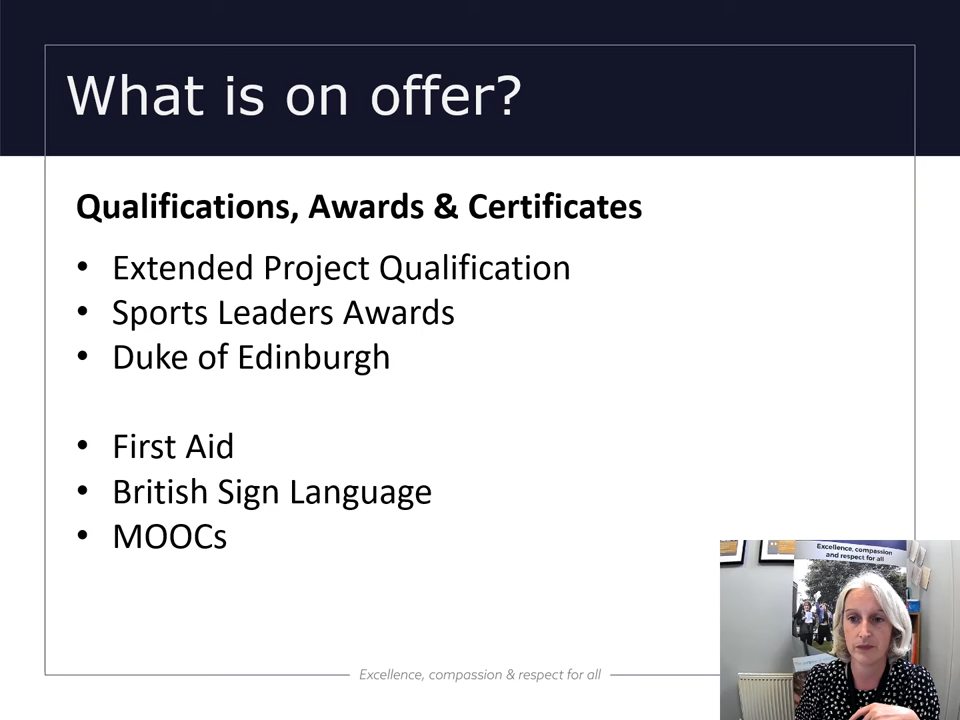 What is on offer?
Qualifications, Awards & Certificates
• Extended Project Qualification
• Sports Leaders Awards
• Duke of Edinburgh
• First Aid
• British Sign Language
• MOOCs
Excellence, compassion
and respect for all
Excellence, compassion & respect for all